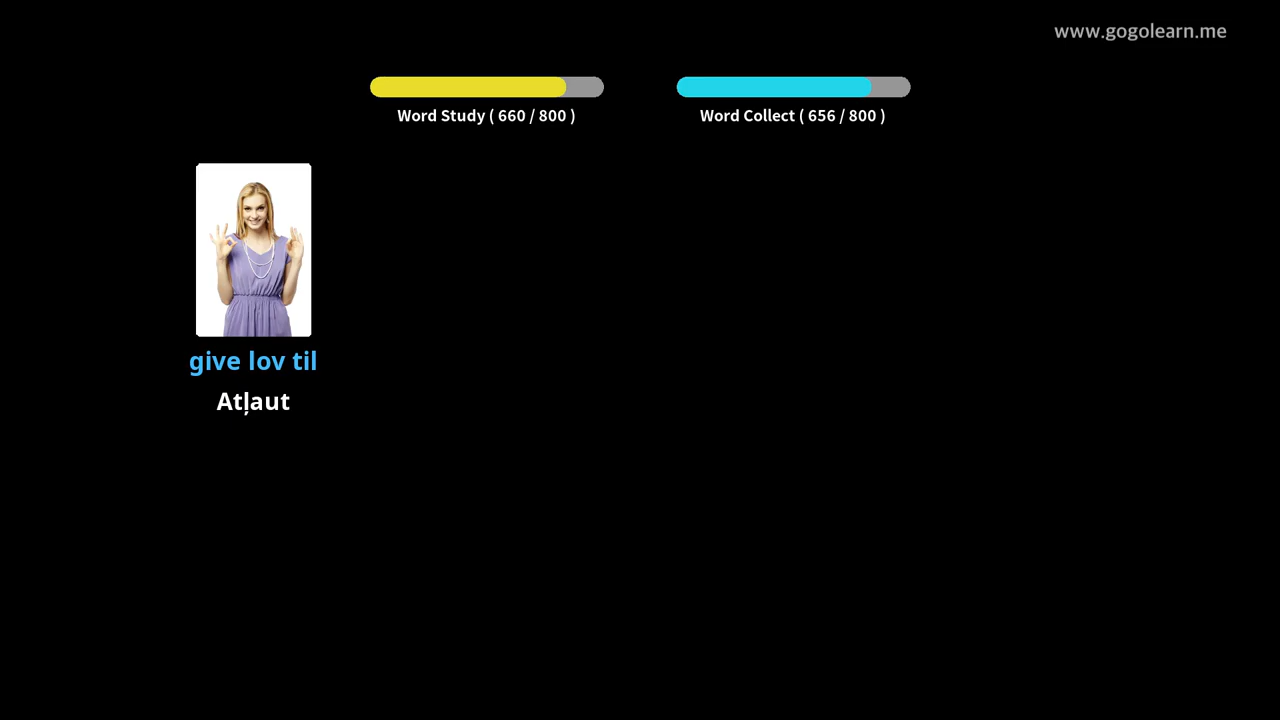 www.gogolearn.me
Word Study ( 660 / 800 )
Word Collect ( 656 / 800 )
give lov til
Atļaut